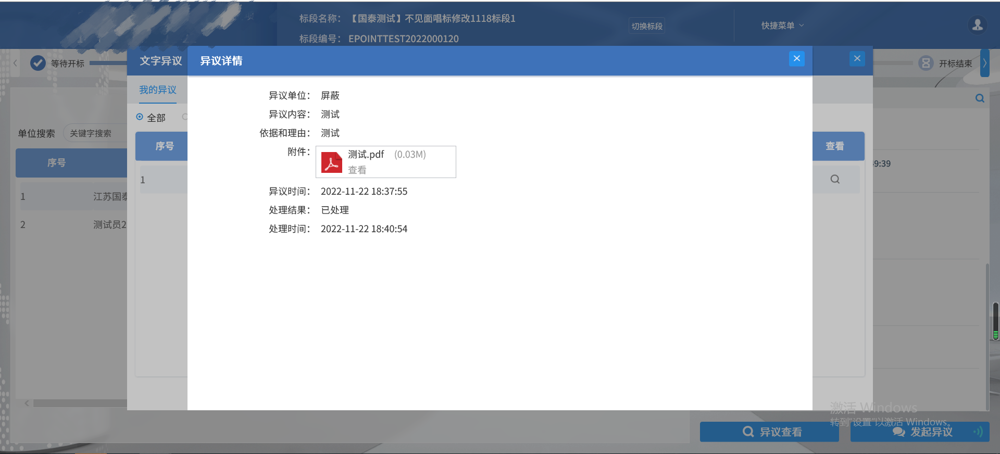 标段名称： 【国泰测试】不见面唱标修改1118标段1
标段编号： EPOINTTEST2022000120
切换标段
快捷菜单
等待开标
文字异议
异议详情
开标结束
我的异议
全部
单位搜索
关键字搜索
序号
序号
查看
1
1
江苏国泰
2
测试员2
9:39
异议单位： 屏蔽
异议内容： 测试
依据和理由： 测试
附件： 测试.pdf (0.03M)
查看
异议时间： 2022-11-22 18:37:55
处理结果： 已处理
处理时间： 2022-11-22 18:40:54
激活 Windows
转到“设置”以激活 Windows。
异议查看
发起异议